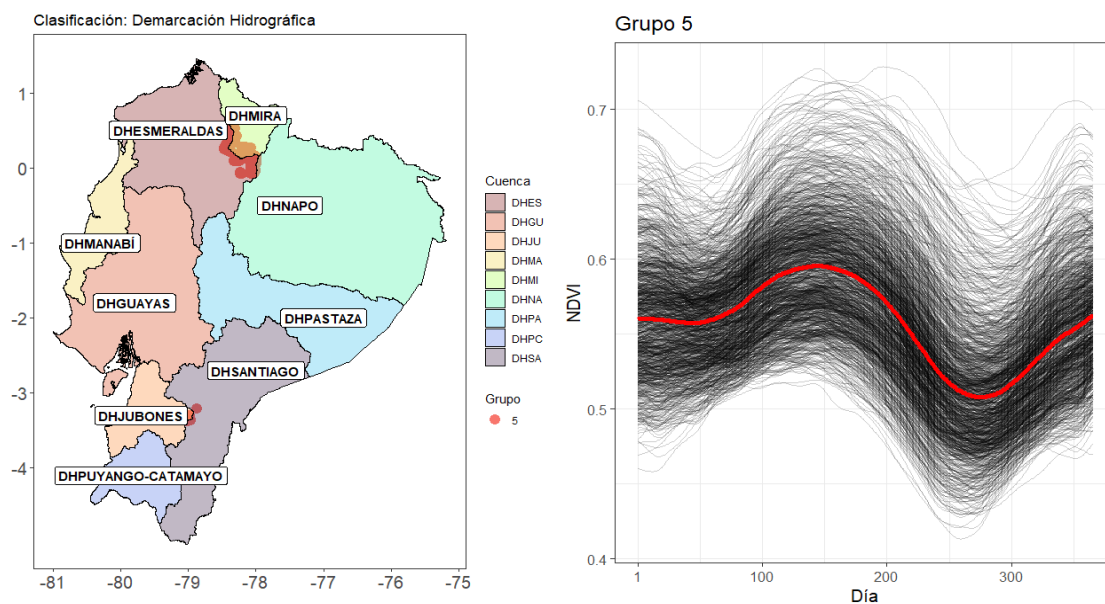 Clasificación: Demarcación Hidrográfica
1
0
-1
-2
-3
-4
-81
-80
-79
-78
-77
-76
-75
DHMIRA
DHESMERALDAS
DHNAPO
DHMANABÍ
DHGUAYAS
DHPASTAZA
DHSANTIAGO
DHJUBONES
DHPUYANGO-CATAMAYO
Cuenca
DHES
DHGU
DHJU
DHMA
DHMI
DHNA
DHPA
DHPC
DHSA
Grupo
5
Grupo 5
NDVI
0.7
0.6
0.5
0.4
1
100
200
300
Día